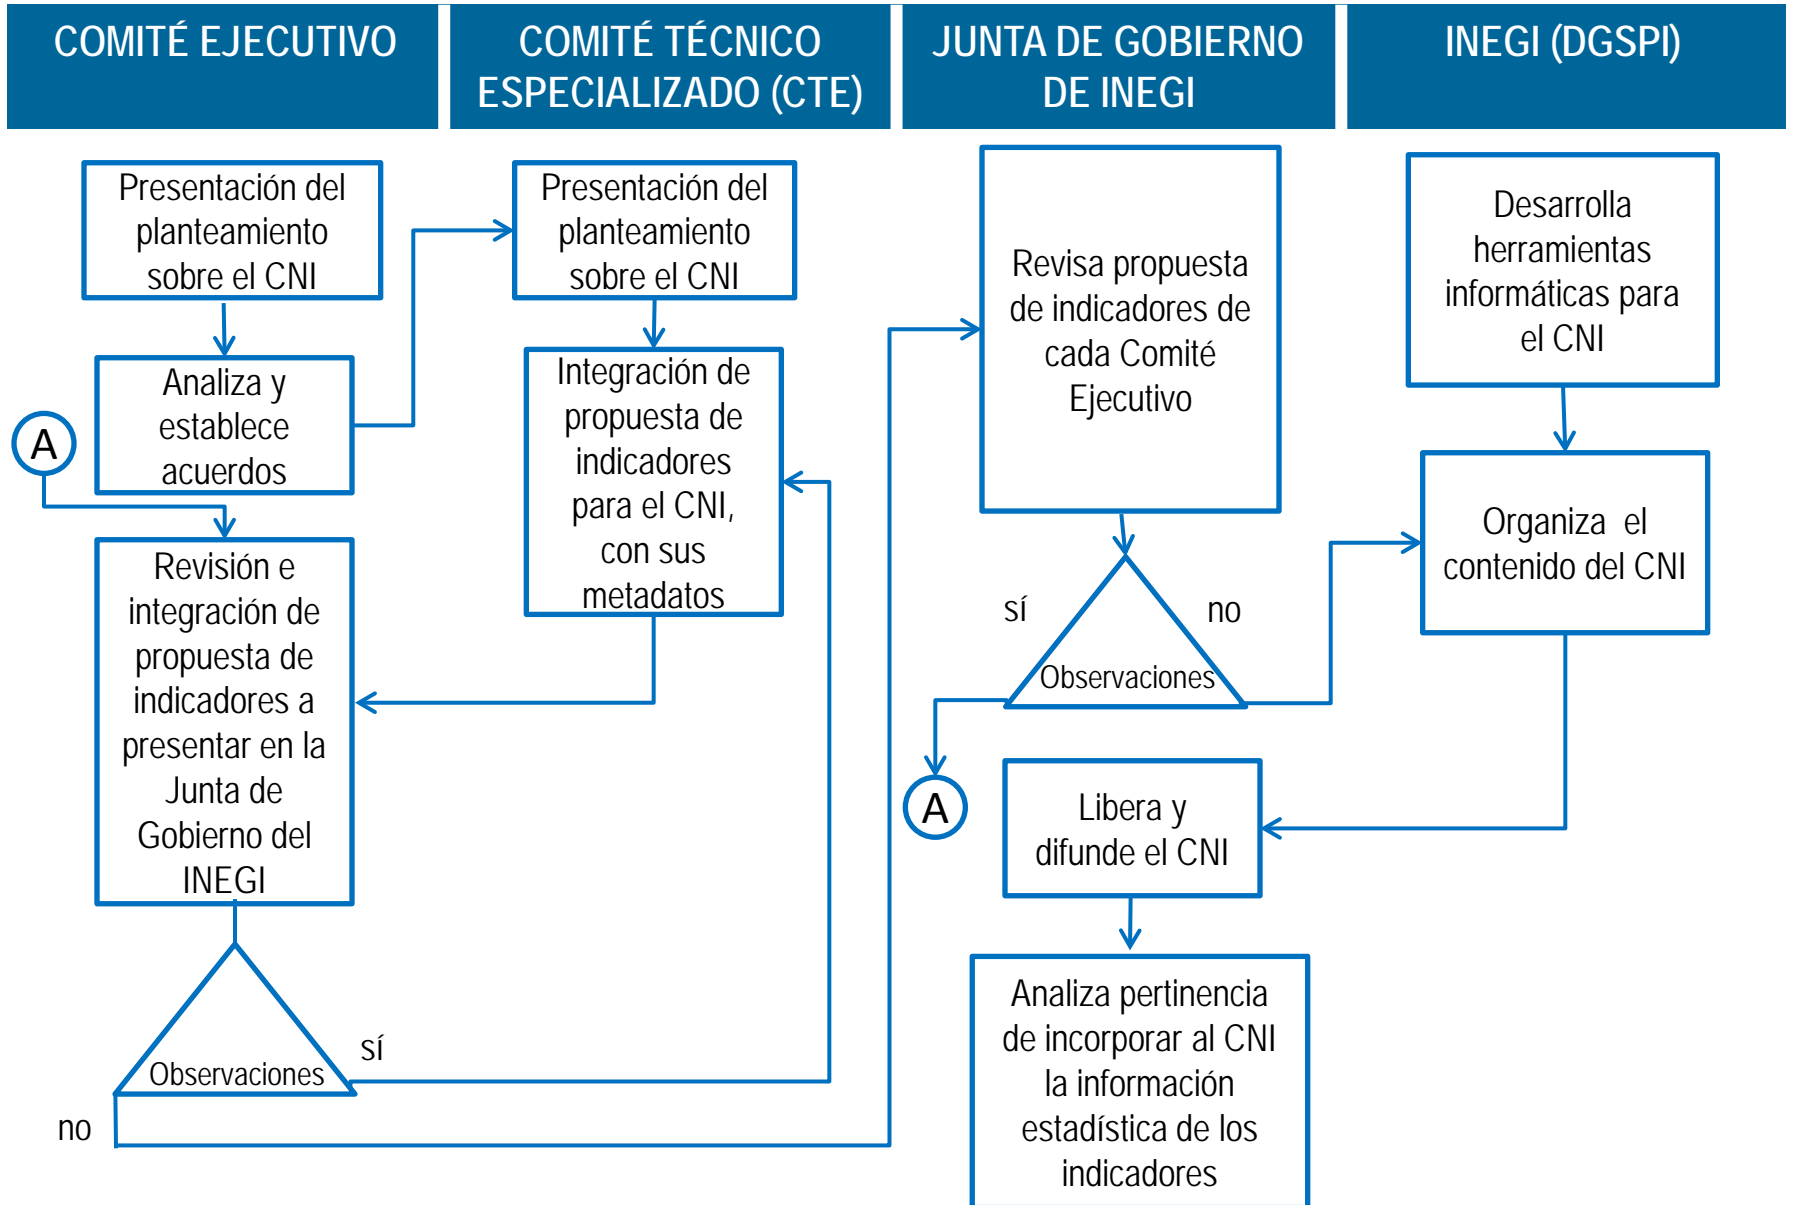 COMITÉ EJECUTIVO
COMITÉ TÉCNICO
ESPECIALIZADO (CTE)
JUNTA DE GOBIERNO
DE INEGI
INEGI (DGSPI)
Presentación del
planteamiento
sobre el CNI
Analiza y
establece
acuerdos
A
Revisión e
integración de
propuesta de
indicadores a
presentar en la
Junta de
Gobierno del
INEGI
Observaciones
sí
no
Presentación del
planteamiento
sobre el CNI
Integración de
propuesta de
indicadores
para el CNI,
con sus
metadatos
Revisa propuesta
de indicadores de
cada Comité
Ejecutivo
sí
no
Observaciones
A
Libera y
difunde el CNI
Analiza pertinencia
de incorporar al CNI
la información
estadística de los
indicadores
Desarrolla
herramientas
informáticas para
el CNI
Organiza el
contenido del CNI